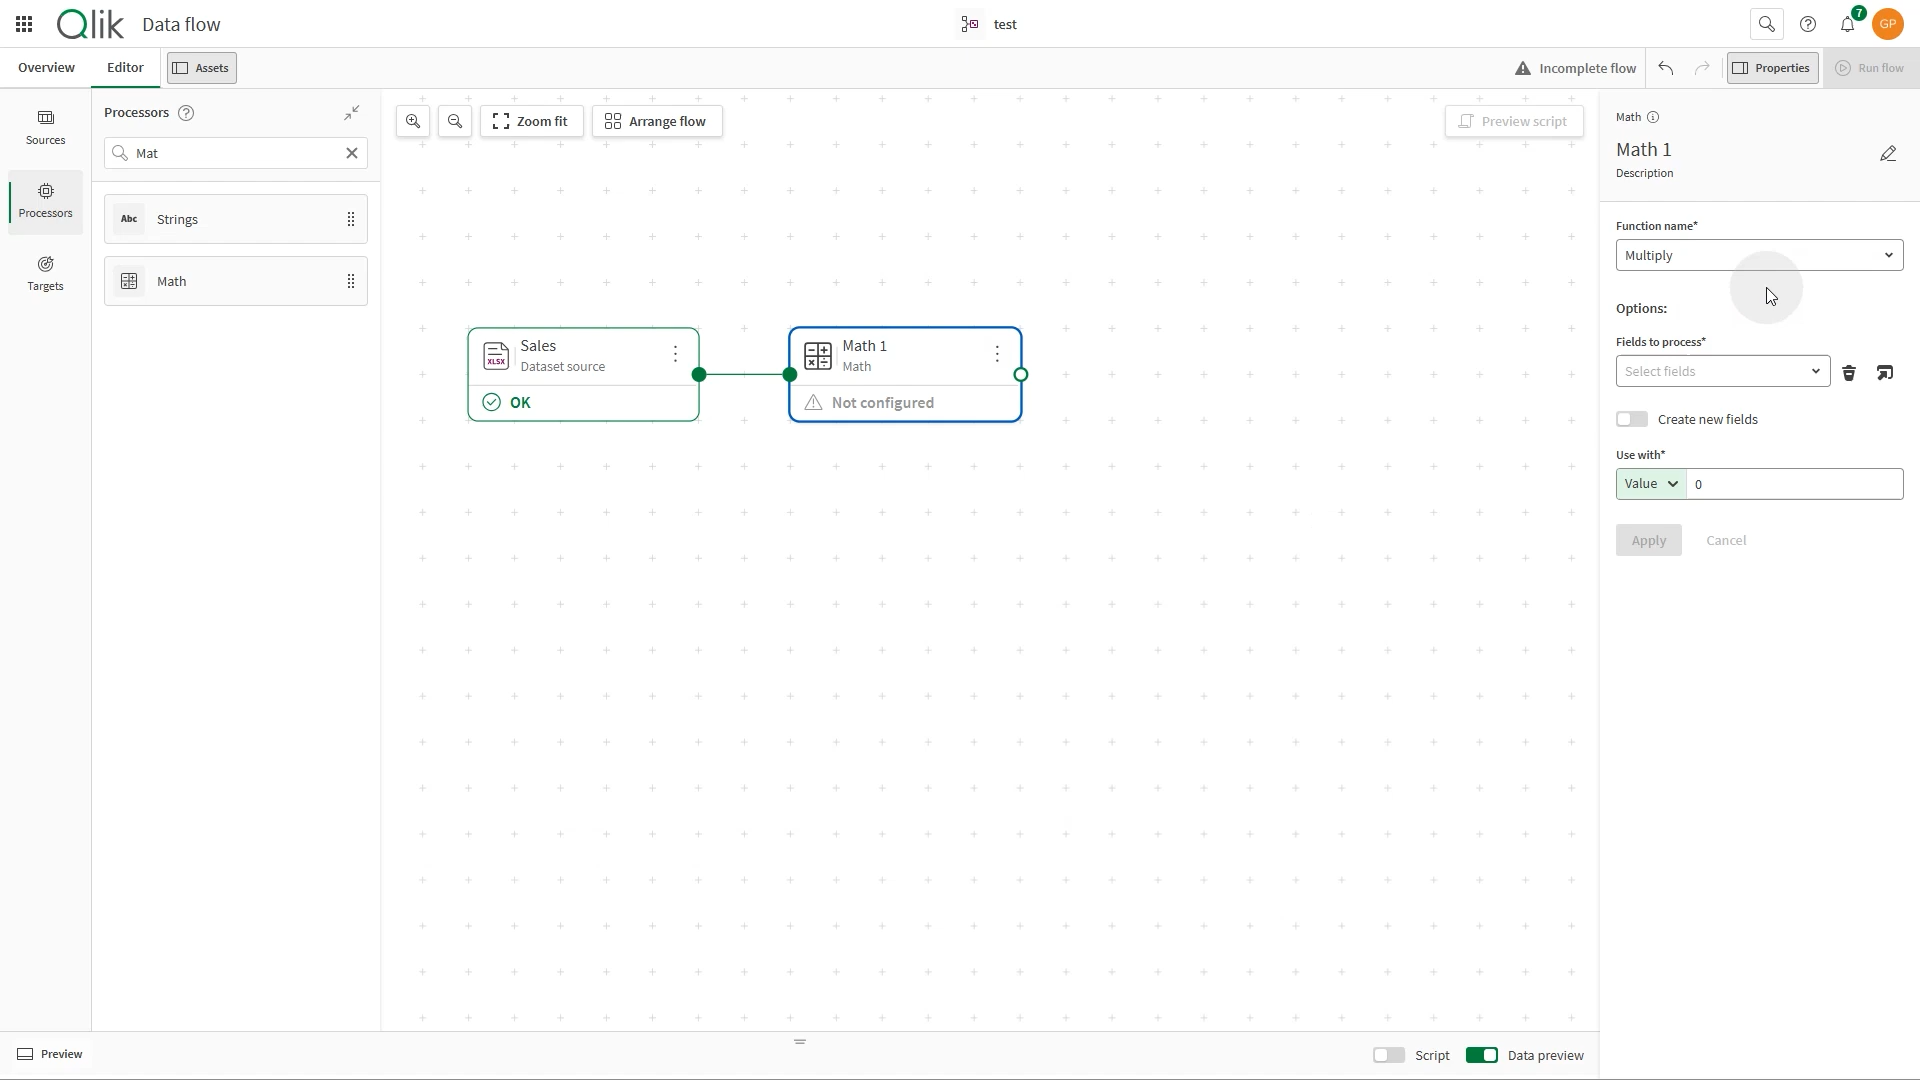 Qlik Data flow
test
7
GP
Overview
Editor
Assets
Incomplete flow
Properties
Run flow
Sources
Processors
Targets
Processors
Mat
Abc Strings
Math
Zoom fit
Arrange flow
Preview script
XLSX
Sales
Dataset source
OK
Math 1
Math
Not configured
Math
Math 1
Description
Function name*
Multiply
Options:
Fields to process*
Select fields
Create new fields
Use with*
Value 0
Apply Cancel
Preview
Script
Data preview